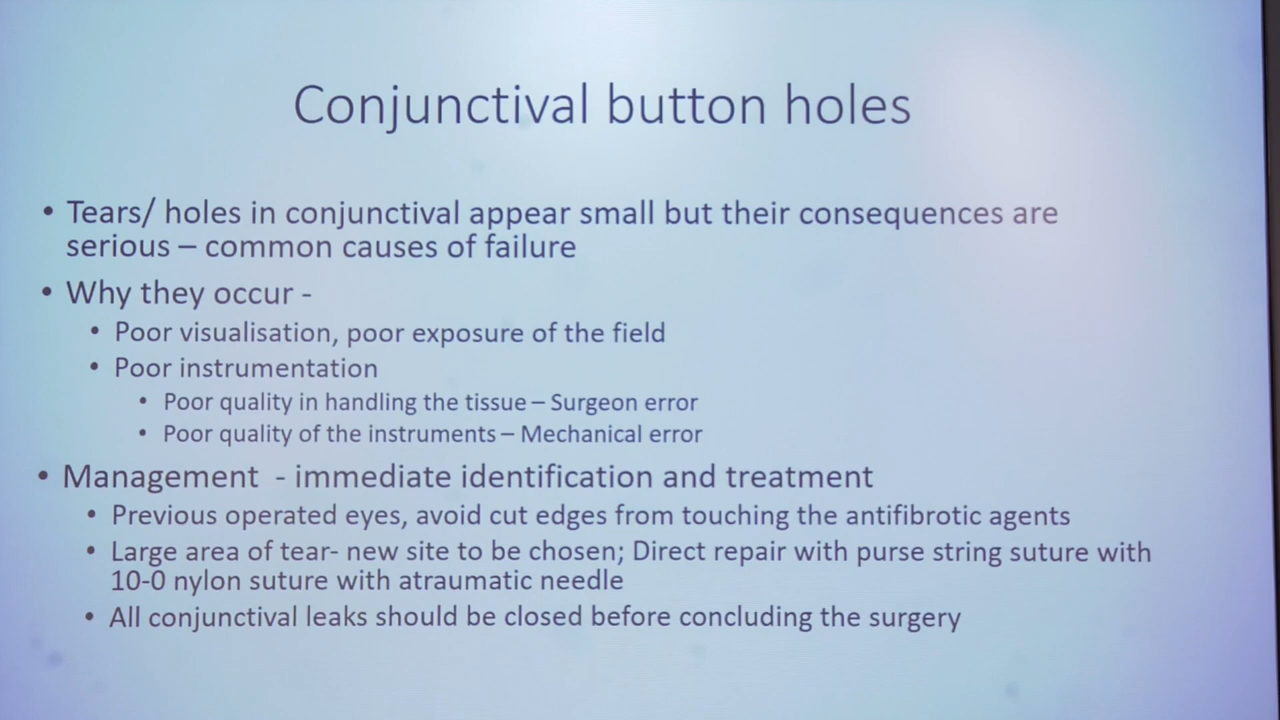 Conjunctival button holes
• Tears/ holes in conjunctival appear small but their consequences are
serious – common causes of failure
• Why they occur -
• Poor visualisation, poor exposure of the field
• Poor instrumentation
• Poor quality in handling the tissue – Surgeon error
• Poor quality of the instruments – Mechanical error
• Management - immediate identification and treatment
• Previous operated eyes, avoid cut edges from touching the antifibrotic agents
• Large area of tear- new site to be chosen; Direct repair with purse string suture with
10-0 nylon suture with atraumatic needle
• All conjunctival leaks should be closed before concluding the surgery